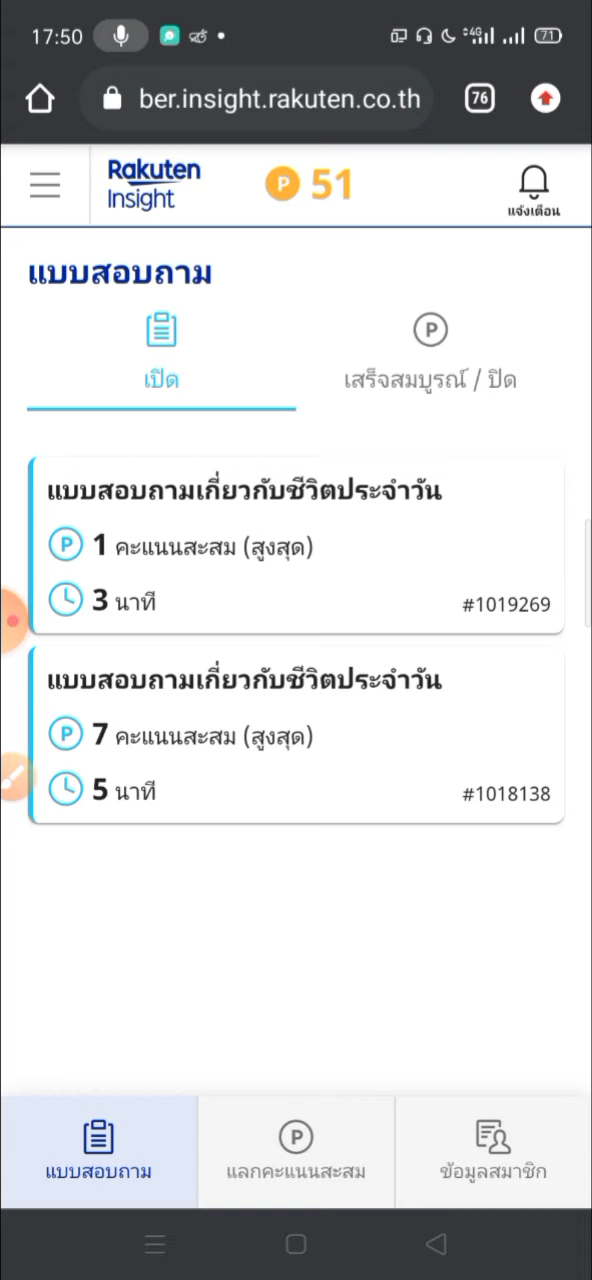 17:50
4G
71
ber.insight.rakuten.co.th
76
Rakuten
Insight
P 51
แจ้งเตือน
แบบสอบถาม
P
เปิด
เสร็จสมบูรณ์ / ปิด
แบบสอบถามเกี่ยวกับชีวิตประจำวัน
P 1 คะแนนสะสม (สูงสุด)
3 นาที
#1019269
แบบสอบถามเกี่ยวกับชีวิตประจำวัน
P 7 คะแนนสะสม (สูงสุด)
5 นาที
#1018138
P
แบบสอบถาม
แลกคะแนนสะสม
ข้อมูลสมาชิก